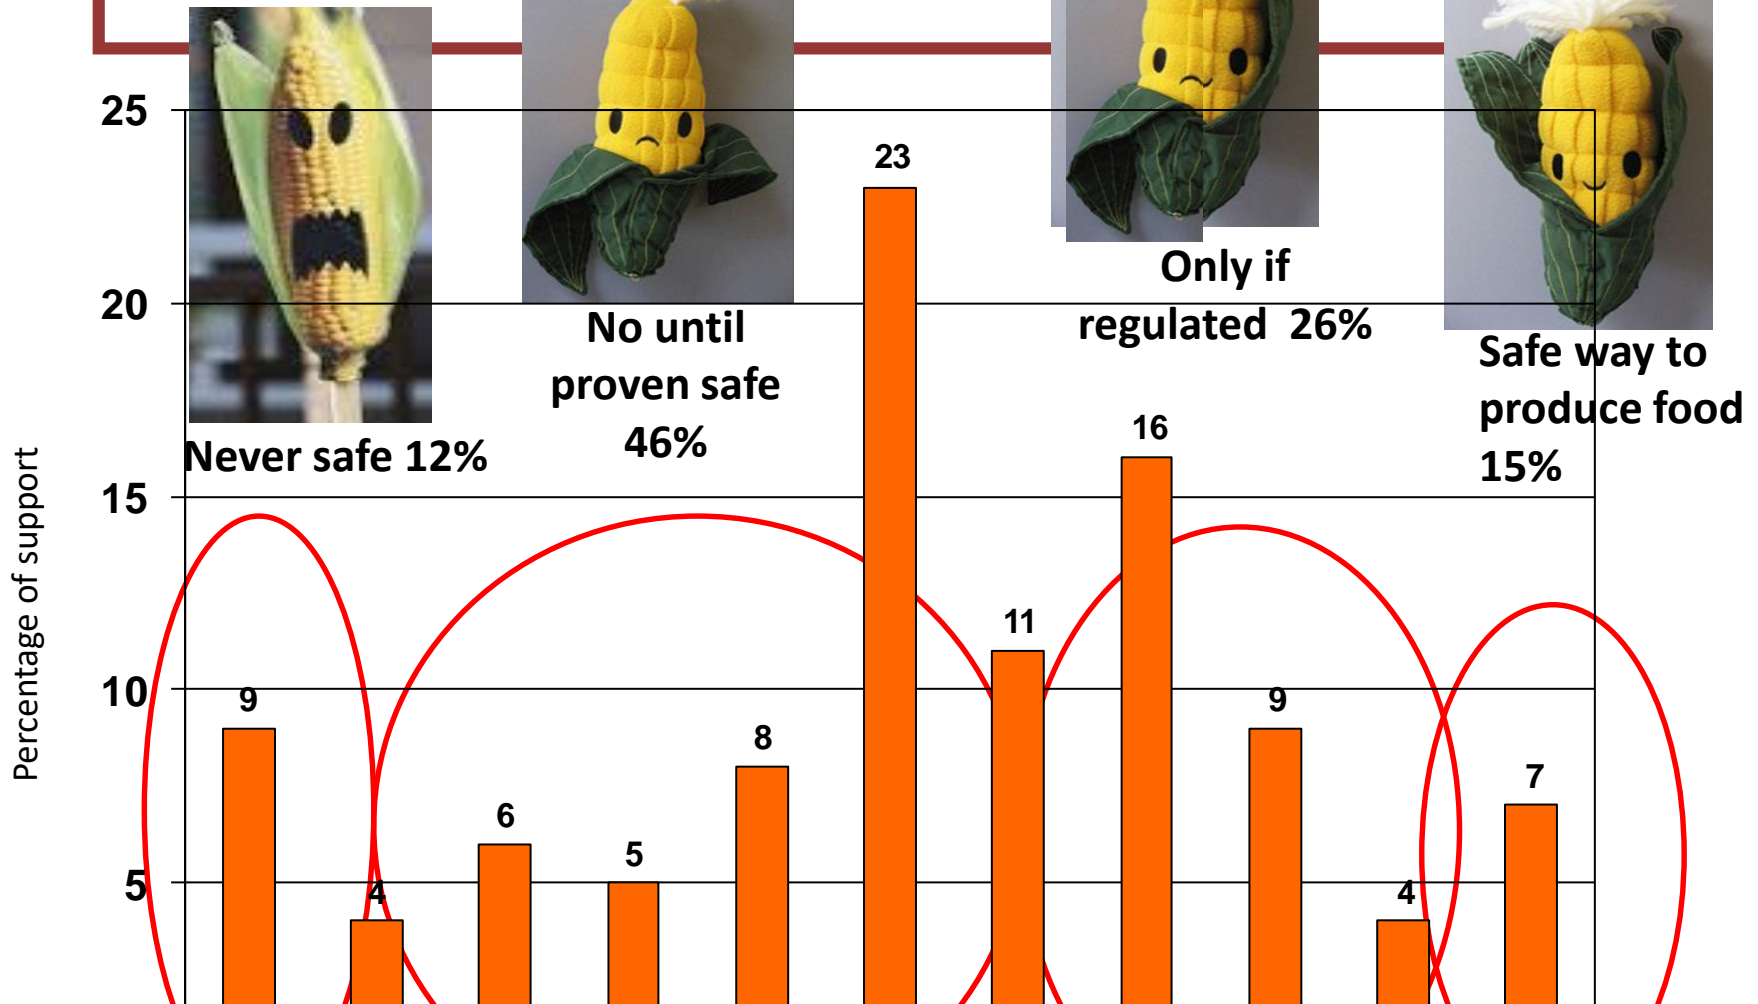 25
20
15
10
5
Percentage of support
Never safe 12%
No until
proven safe
46%
Only if
regulated 26%
Safe way to
produce food
15%
9
4
6
5
8
23
11
16
9
4
7